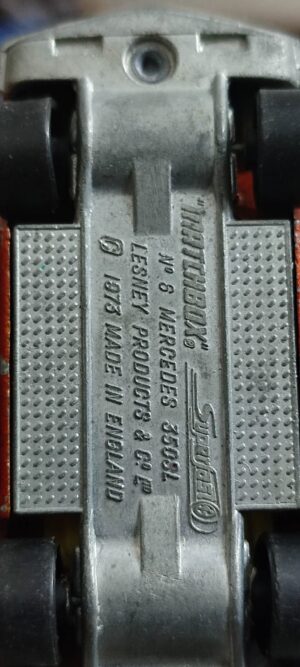 "MATCHBOX"® Superfast
Nº 6 MERCEDES 350SL
LESNEY PRODUCTS & Cº Lᵀᴰ
© 1973 MADE IN ENGLAND